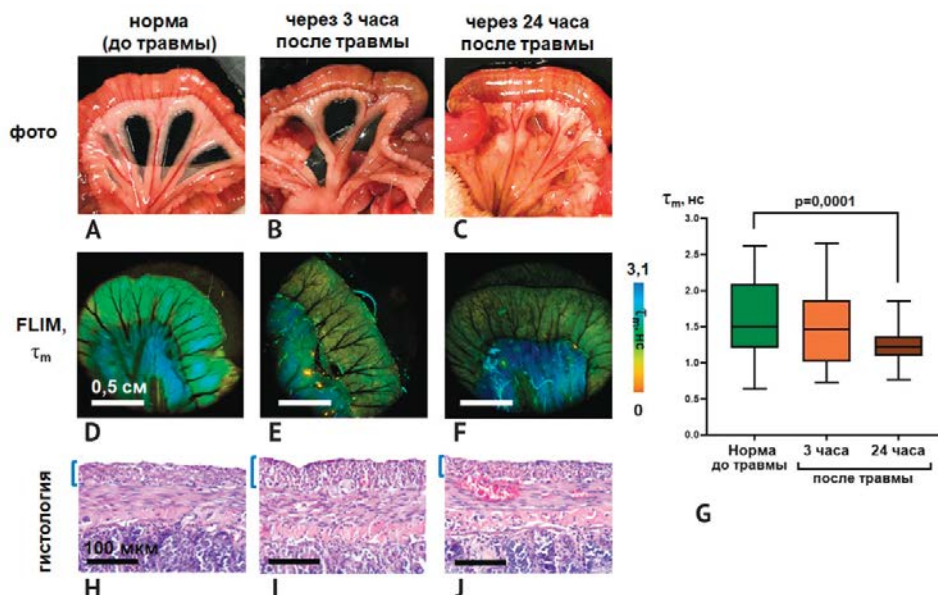 норма
(до травмы)
через 3 часа
после травмы
через 24 часа
после травмы
фото
A
B
C
FLIM,
τm
0,5 см
3,1
τm, нс
0
D
E
F
гистология
100 мкм
H
I
J
τm, нс
p=0,0001
3.0
2.5
2.0
1.5
1.0
0.5
0.0
Норма
до травмы
3 часа
24 часа
после травмы
G